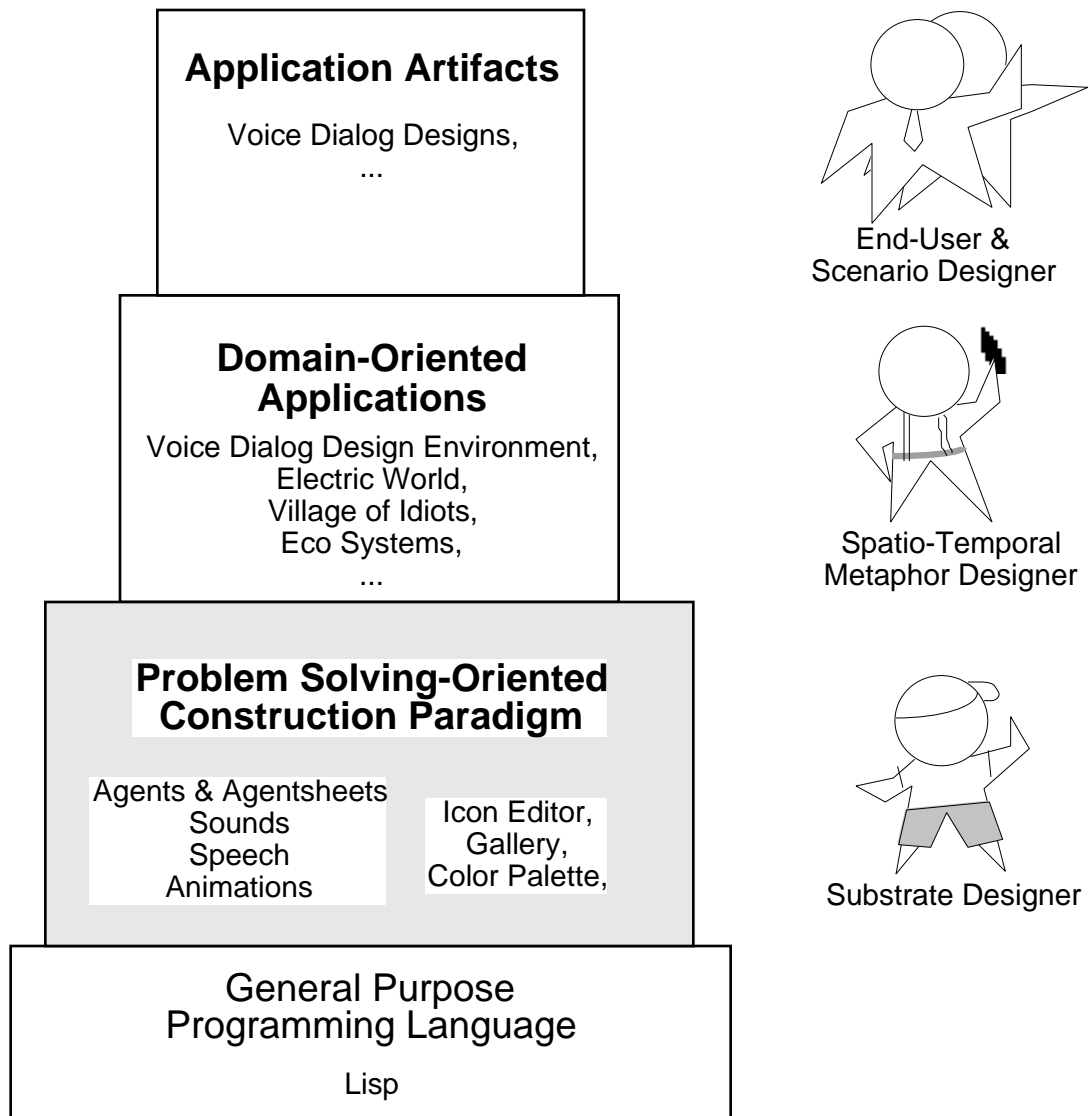 Application Artifacts
Voice Dialog Designs,
...
End-User &
Scenario Designer
Domain-Oriented
Applications
Voice Dialog Design Environment,
Electric World,
Village of Idiots,
Eco Systems,
...
Spatio-Temporal
Metaphor Designer
Problem Solving-Oriented
Construction Paradigm
Agents & Agentsheets
Sounds
Speech
Animations
Icon Editor,
Gallery,
Color Palette,
Substrate Designer
General Purpose
Programming Language
Lisp